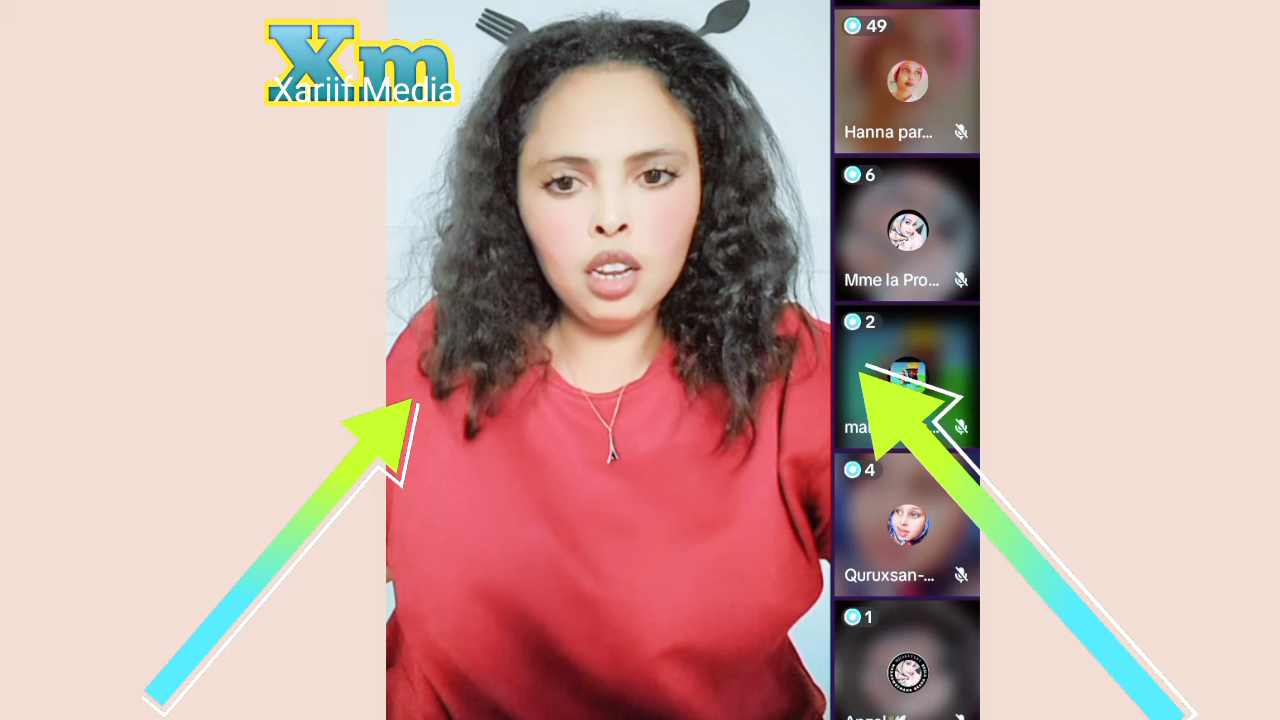 Xm
Xariif Media
49
Hanna par...
6
Mme la Pro...
2
4
Quruxsan-...
1